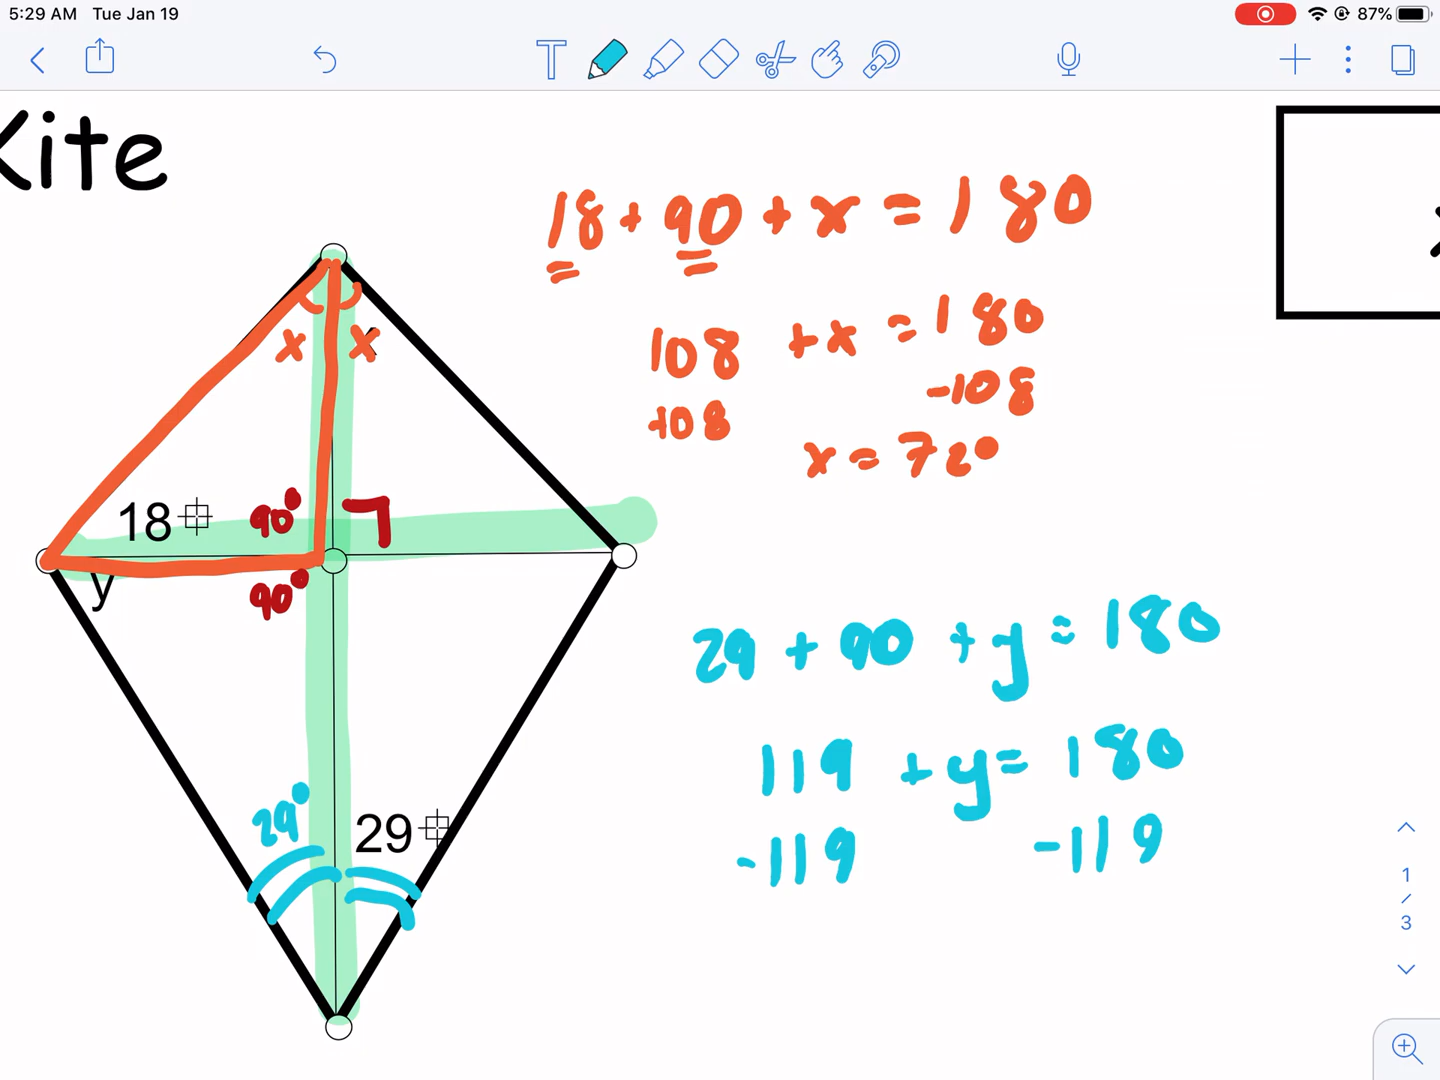 5:29 AM Tue Jan 19
87%
T
Kite
18 + 90 + x = 180
108 + x = 180
-108 -108
x = 72°
x x
18
90°
y
90°
29 + 90 + y = 180
119 + y = 180
-119 -119
29°
29
1
/
3